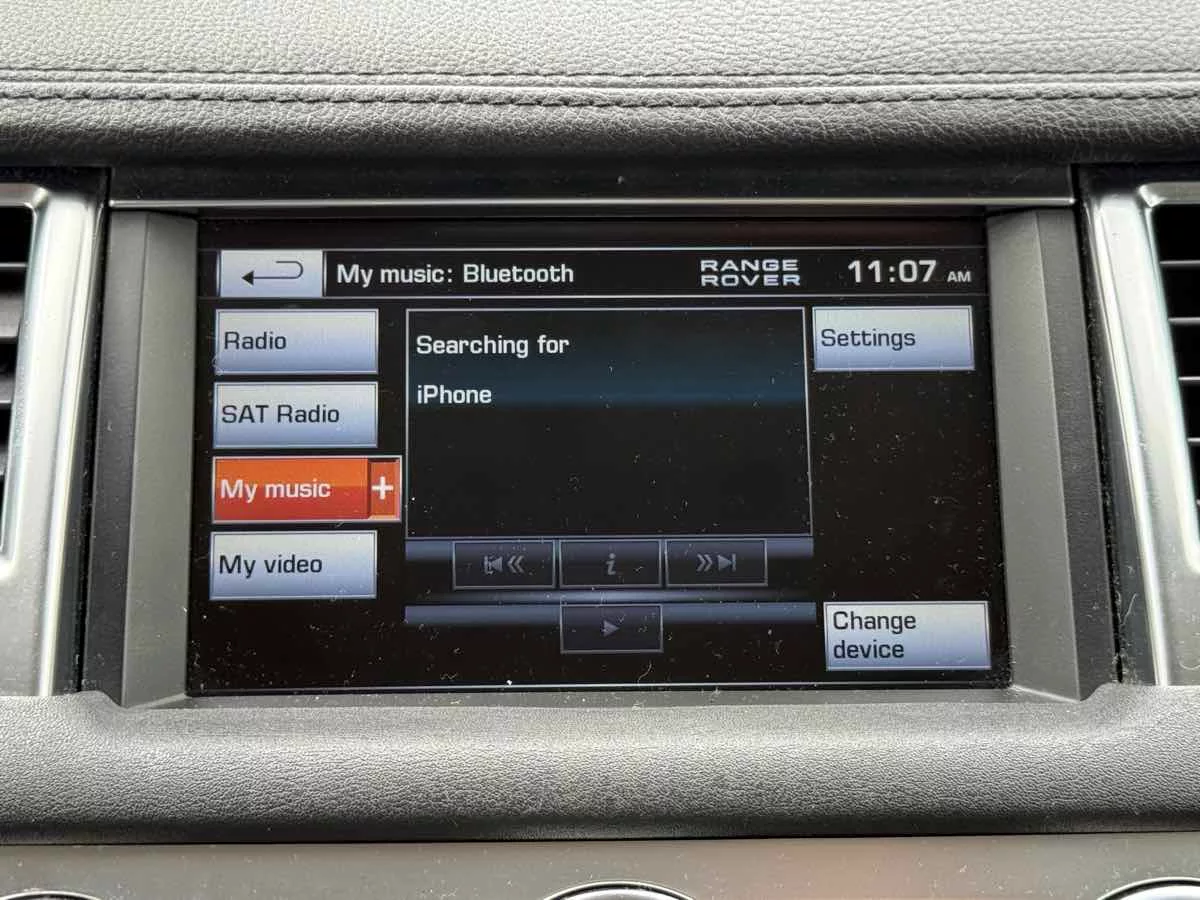 My music: Bluetooth
RANGE
ROVER
11:07 AM
Radio
Searching for
Settings
iPhone
SAT Radio
My music +
My video
i
Change
device